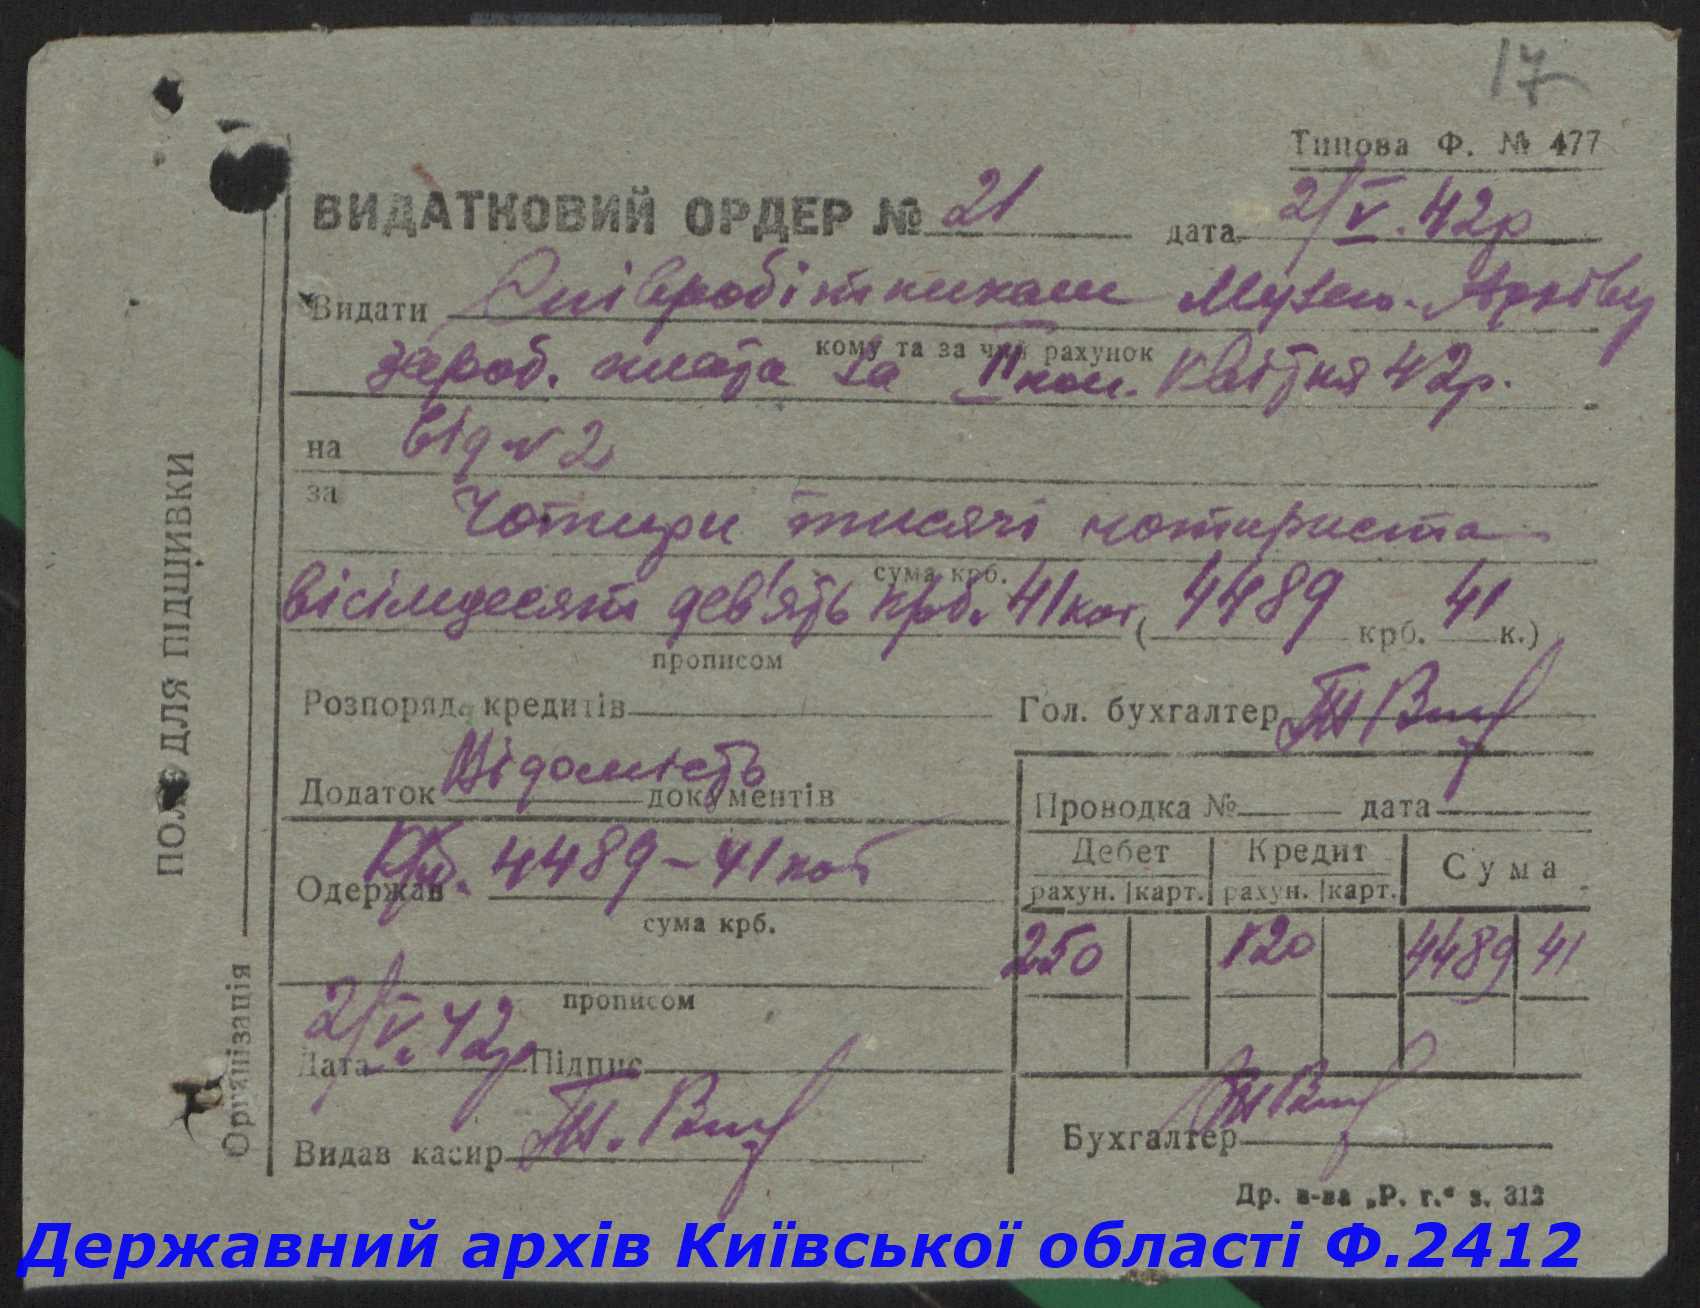 17
Типова Ф. № 477
ВИДАТКОВИЙ ОРДЕР № 21 дата 2/V.42р
Видати Співробітникам Музею-Архіву
кому та за чий рахунок
зароб. плата за II пол. квітня 42р.
на Від № 2
за Чотири тисячі чотириста
сума крб.
вісімдесят дев'ять крб. 41 коп (4489 крб. 41 к.)
прописом
Розпоряд. кредитів Гол. бухгалтер
Додаток Відомість документів
Проводка № дата
Дебет Кредит Сума
рахун. карт. рахун. карт.
Одержав Крб. 4489-41 коп
сума крб.
250 120 4489 41
прописом
Дата 2/V.42р Підпис
Видав касир
Бухгалтер
Др. в-ва „Р. г.“ з. 312
ПОЛЕ ДЛЯ ПІДШИВКИ
Організація
Державний архів Київської області Ф.2412